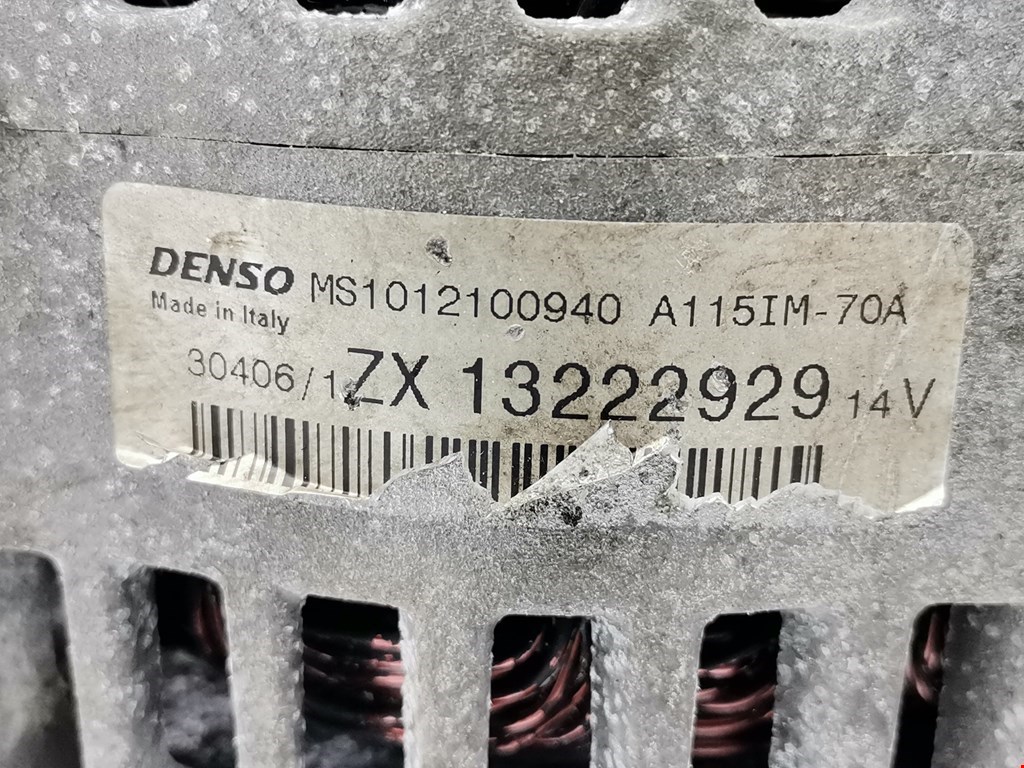 DENSO MS1012100940 A115IM-70A
Made in Italy
30406/1 ZX 13222929 14V